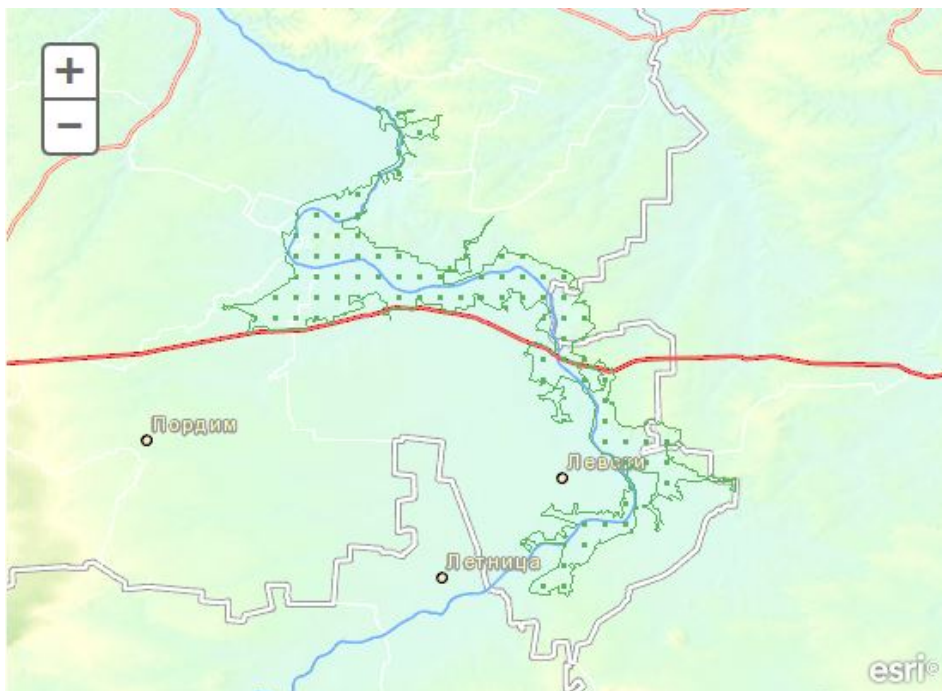 +
−
Пордим
Левски
Летница
esri©